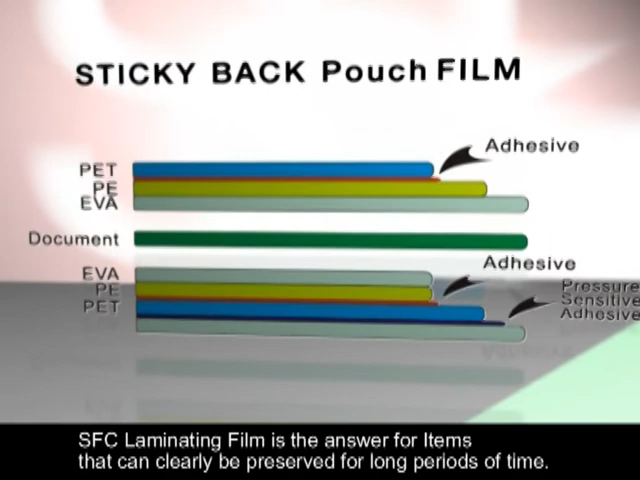 STICKY BACK Pouch FILM
Adhesive
PET
PE
EVA
Document
Adhesive
EVA
PE
PET
Pressure
Sensitive
Adhesive
SFC Laminating Film is the answer for Items
that can clearly be preserved for long periods of time.